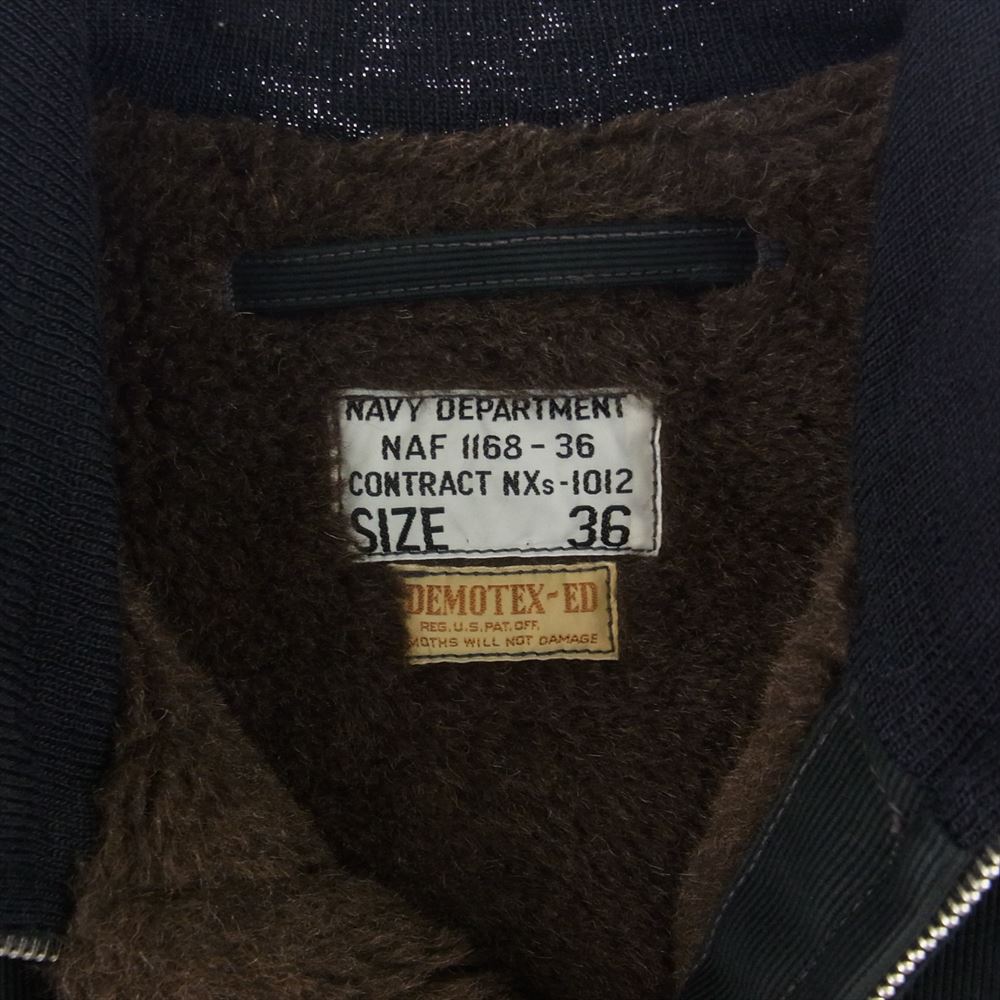 NAVY DEPARTMENT
NAF 1168 - 36
CONTRACT NXs-1012
SIZE 36
DEMOTEX-ED
REG. U.S. PAT. OFF.
MOTHS WILL NOT DAMAGE